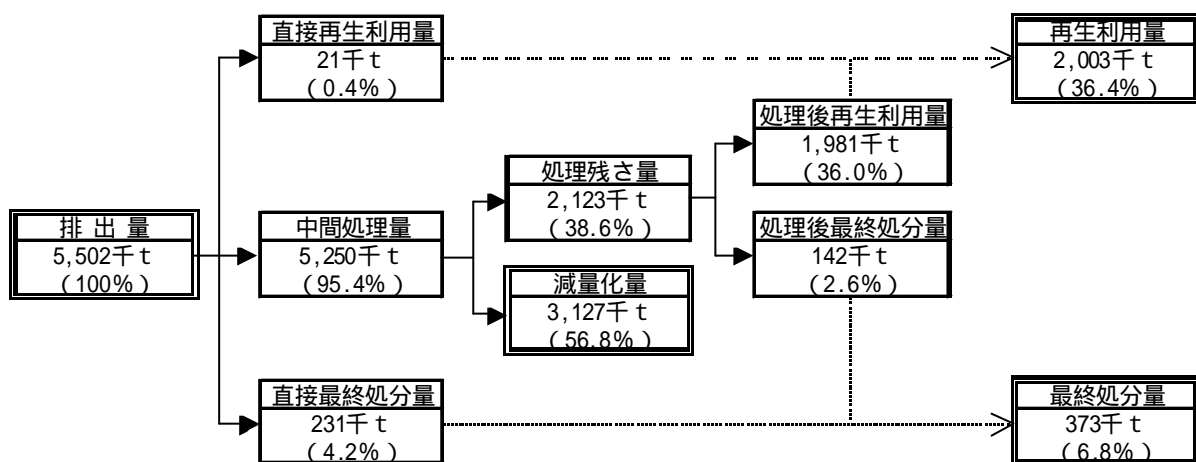 直接再生利用量
21千ｔ
(0.4%)
再生利用量
2,003千ｔ
(36.4%)
処理後再生利用量
1,981千ｔ
(36.0%)
処理残さ量
2,123千ｔ
(38.6%)
排 出 量
5,502千ｔ
(100%)
中間処理量
5,250千ｔ
(95.4%)
処理後最終処分量
142千ｔ
(2.6%)
減量化量
3,127千ｔ
(56.8%)
直接最終処分量
231千ｔ
(4.2%)
最終処分量
373千ｔ
(6.8%)